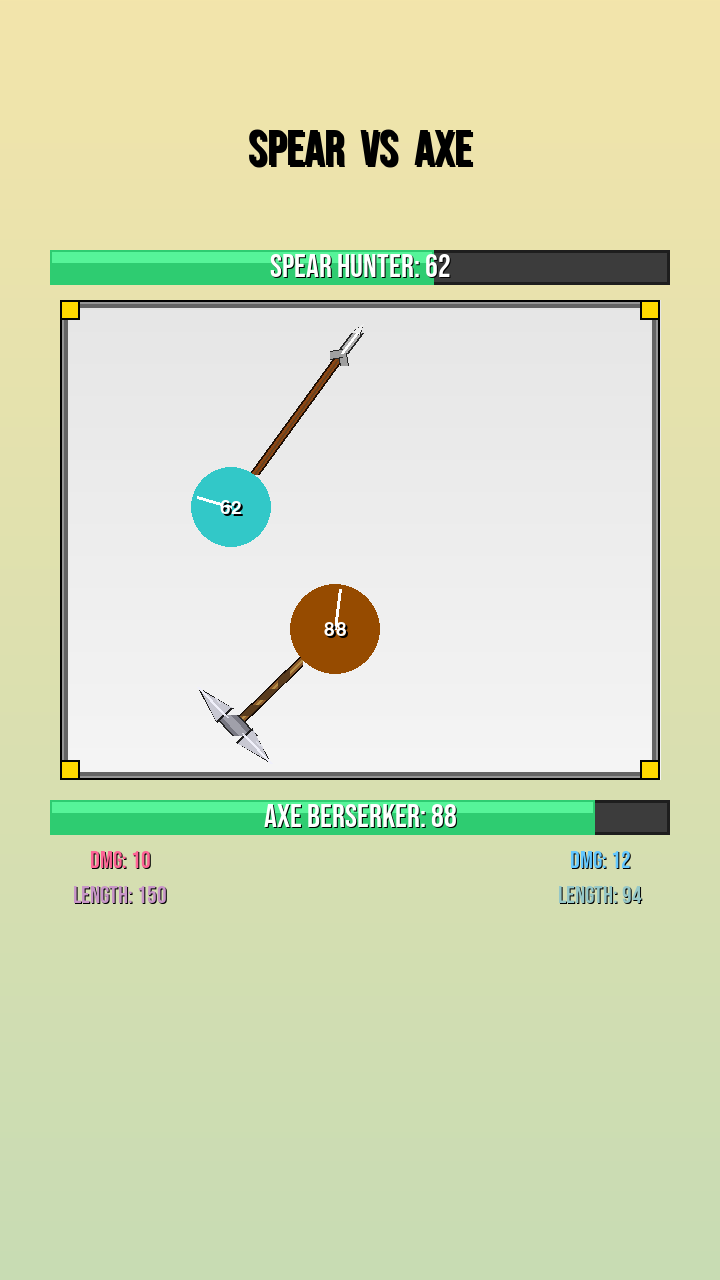 SPEAR VS AXE
SPEAR HUNTER: 62
62
88
AXE BERSERKER: 88
DMG: 10
DMG: 12
LENGTH: 150
LENGTH: 94